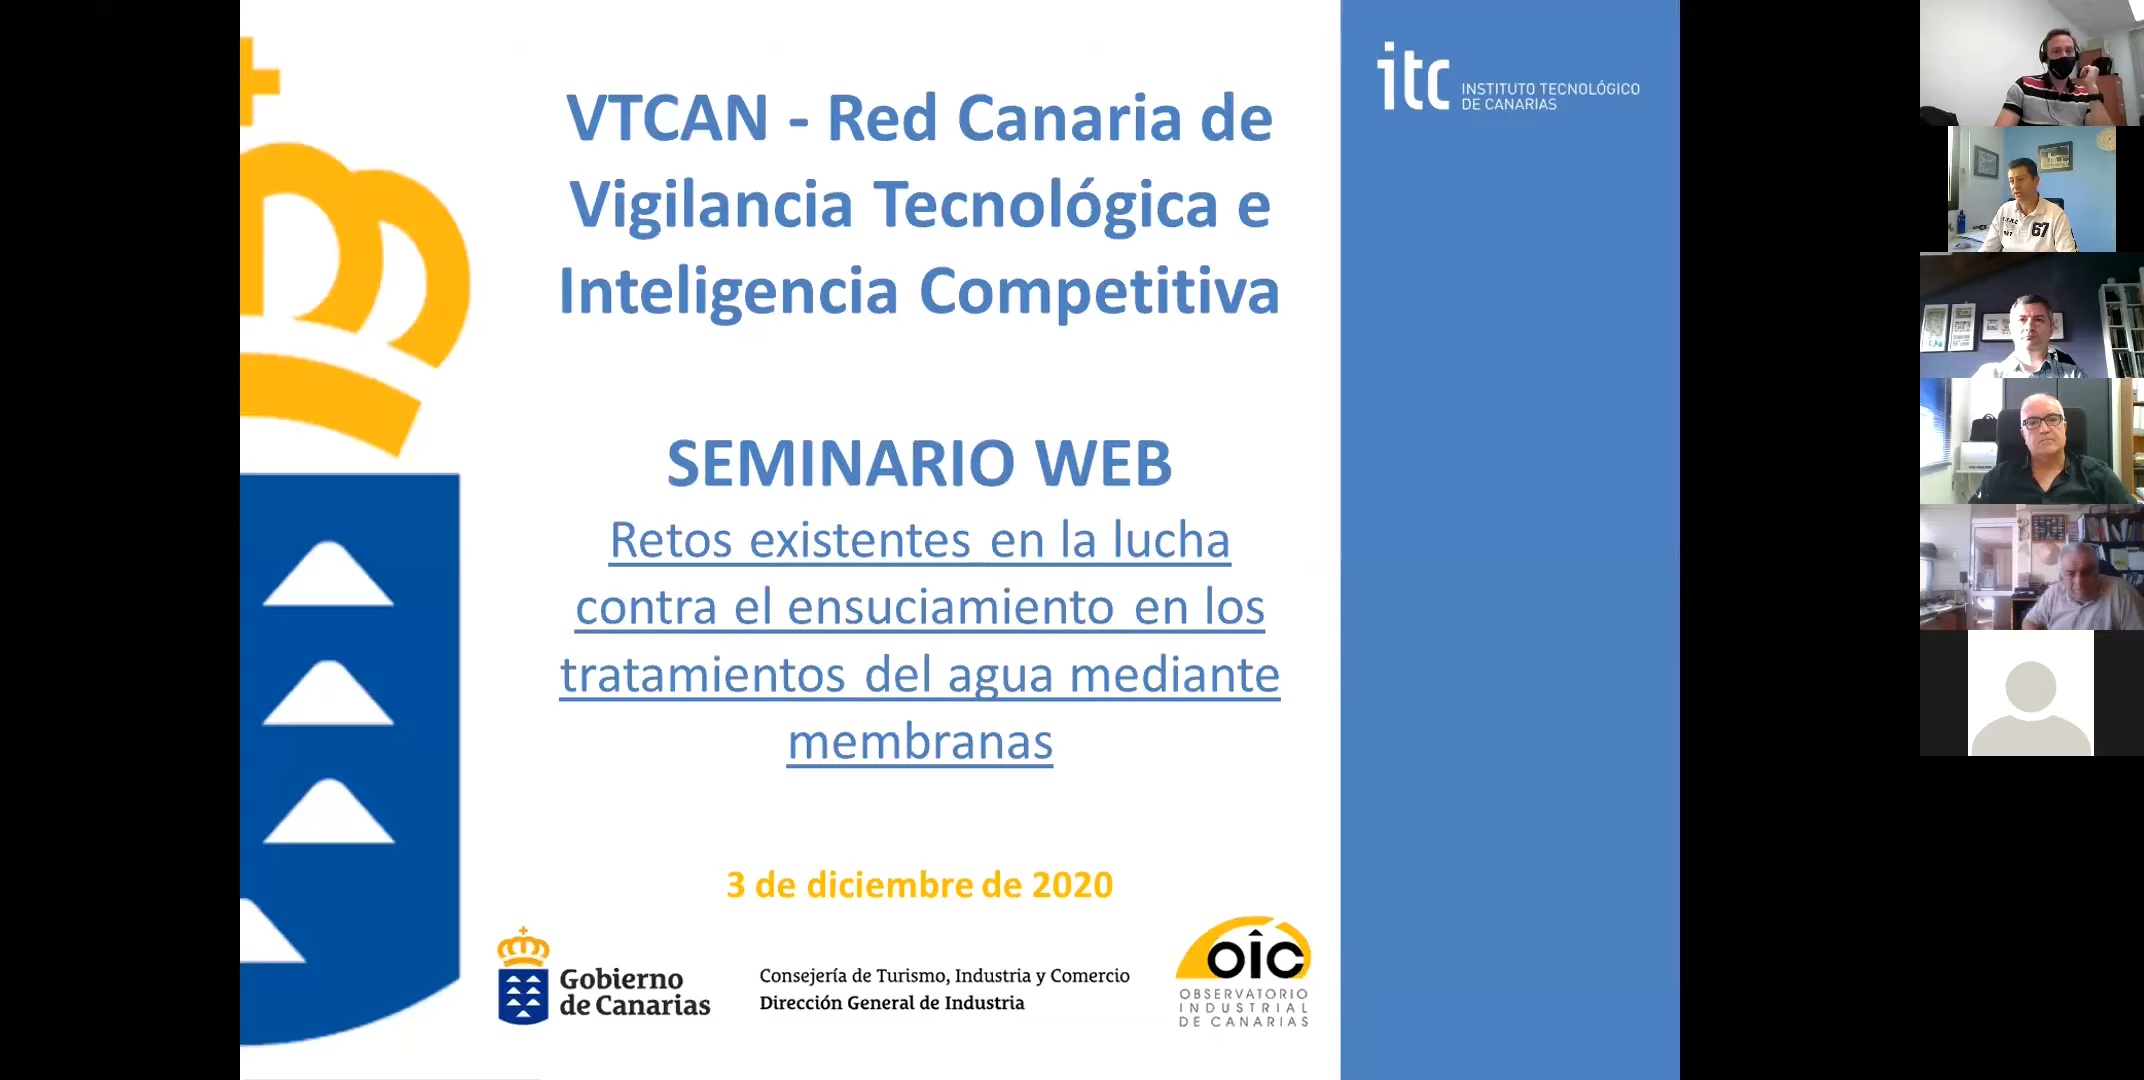 VTCAN - Red Canaria de
Vigilancia Tecnológica e
Inteligencia Competitiva
SEMINARIO WEB
Retos existentes en la lucha
contra el ensuciamiento en los
tratamientos del agua mediante
membranas
3 de diciembre de 2020
Gobierno
de Canarias
Consejería de Turismo, Industria y Comercio
Dirección General de Industria
oic
OBSERVATORIO
INDUSTRIAL
DE CANARIAS
itc
INSTITUTO TECNOLÓGICO
DE CANARIAS
67